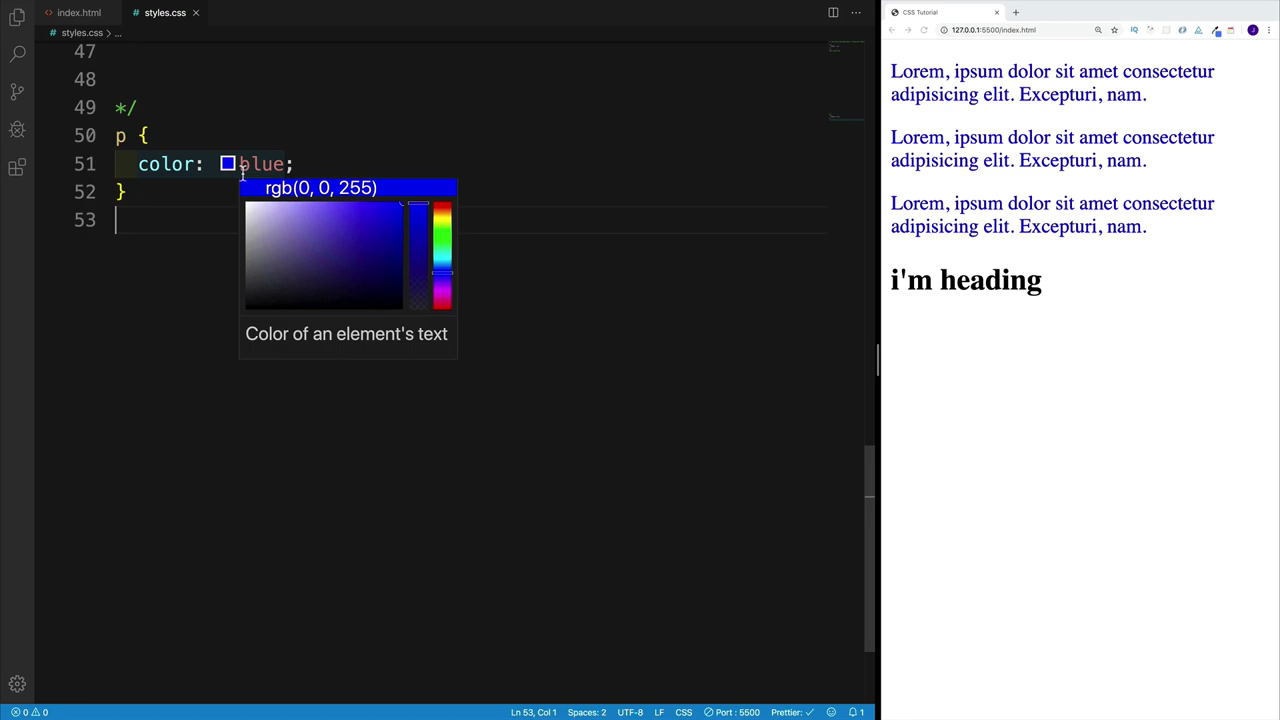 index.html
# styles.css ×
# styles.css > ...
47
48
49 */
50 p {
51 color: blue;
52 }
53
rgb(0, 0, 255)
Color of an element's text
0 0
Ln 53, Col 1 Spaces: 2 UTF-8 LF CSS Port : 5500 Prettier: ✓ 1
CSS Tutorial
127.0.0.1:5500/index.html
IQ
J
Lorem, ipsum dolor sit amet consectetur
adipisicing elit. Excepturi, nam.
Lorem, ipsum dolor sit amet consectetur
adipisicing elit. Excepturi, nam.
Lorem, ipsum dolor sit amet consectetur
adipisicing elit. Excepturi, nam.
i'm heading